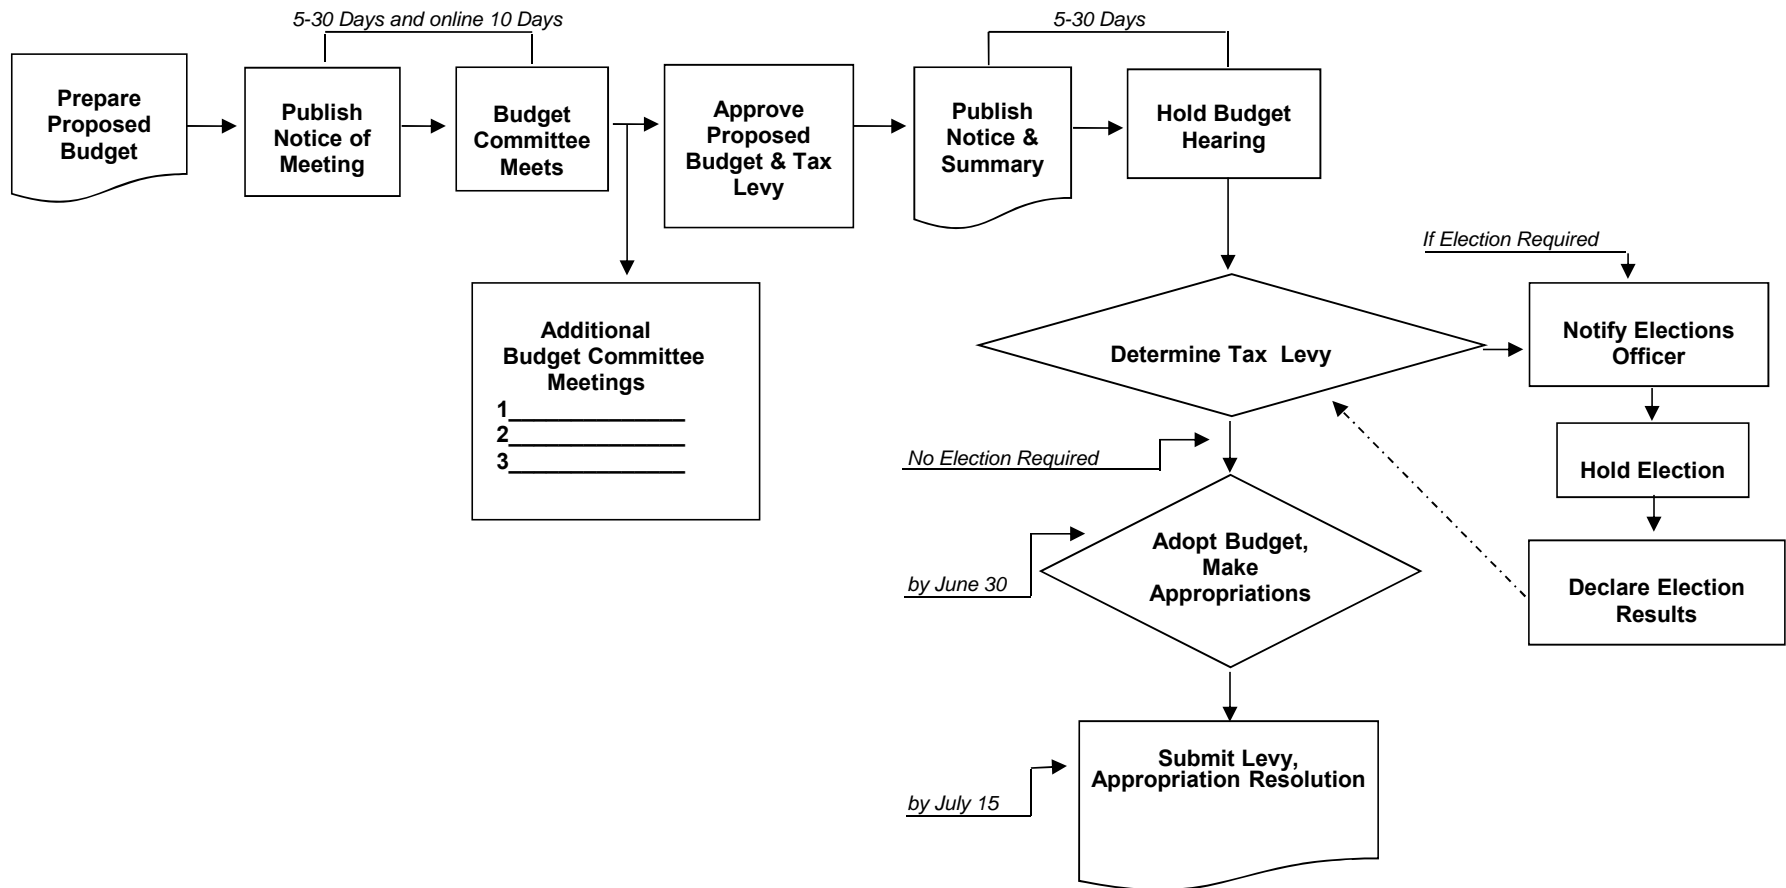 5-30 Days and online 10 Days
5-30 Days
Prepare
Proposed
Budget
Publish
Notice of
Meeting
Budget
Committee
Meets
Approve
Proposed
Budget & Tax
Levy
Publish
Notice &
Summary
Hold Budget
Hearing
Additional
Budget Committee
Meetings
1_______________
2_______________
3_______________
If Election Required
Determine Tax Levy
Notify Elections
Officer
No Election Required
Hold Election
by June 30
Adopt Budget,
Make
Appropriations
Declare Election
Results
Submit Levy,
Appropriation Resolution
by July 15